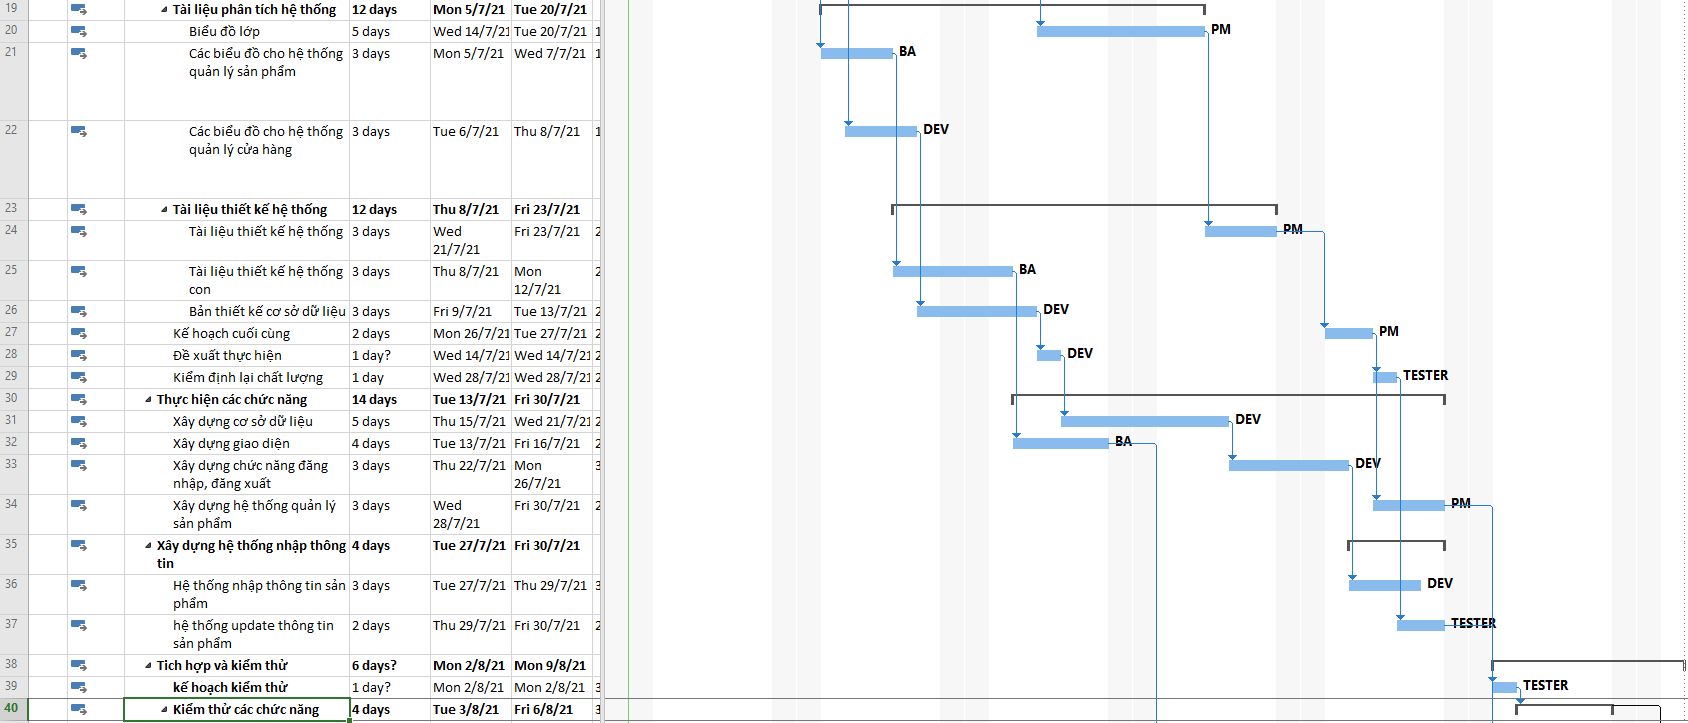 19 Tài liệu phân tích hệ thống 12 days Mon 5/7/21 Tue 20/7/21
20 Biểu đồ lớp 5 days Wed 14/7/21 Tue 20/7/21 1 PM
21 Các biểu đồ cho hệ thống 3 days Mon 5/7/21 Wed 7/7/21 1 BA
quản lý sản phẩm
22 Các biểu đồ cho hệ thống 3 days Tue 6/7/21 Thu 8/7/21 1 DEV
quản lý cửa hàng
23 Tài liệu thiết kế hệ thống 12 days Thu 8/7/21 Fri 23/7/21
24 Tài liệu thiết kế hệ thống 3 days Wed Fri 23/7/21 2 PM
21/7/21
25 Tài liệu thiết kế hệ thống 3 days Thu 8/7/21 Mon 2 BA
con 12/7/21
26 Bản thiết kế cơ sở dữ liệu 3 days Fri 9/7/21 Tue 13/7/21 2 DEV
27 Kế hoạch cuối cùng 2 days Mon 26/7/21 Tue 27/7/21 2 PM
28 Đề xuất thực hiện 1 day? Wed 14/7/21 Wed 14/7/21 2 DEV
29 Kiểm định lại chất lượng 1 day Wed 28/7/21 Wed 28/7/21 2 TESTER
30 Thực hiện các chức năng 14 days Tue 13/7/21 Fri 30/7/21
31 Xây dựng cơ sở dữ liệu 5 days Thu 15/7/21 Wed 21/7/21 2 DEV
32 Xây dựng giao diện 4 days Tue 13/7/21 Fri 16/7/21 2 BA
33 Xây dựng chức năng đăng 3 days Thu 22/7/21 Mon 3 DEV
nhập, đăng xuất 26/7/21
34 Xây dựng hệ thống quản lý 3 days Wed Fri 30/7/21 2 PM
sản phẩm 28/7/21
35 Xây dựng hệ thống nhập thông 4 days Tue 27/7/21 Fri 30/7/21
tin
36 Hệ thống nhập thông tin sản 3 days Tue 27/7/21 Thu 29/7/21 3 DEV
phẩm
37 hệ thống update thông tin 2 days Thu 29/7/21 Fri 30/7/21 2 TESTER
sản phẩm
38 Tich hợp và kiểm thử 6 days? Mon 2/8/21 Mon 9/8/21
39 kế hoạch kiểm thử 1 day? Mon 2/8/21 Mon 2/8/21 3 TESTER
40 Kiểm thử các chức năng 4 days Tue 3/8/21 Fri 6/8/21 3